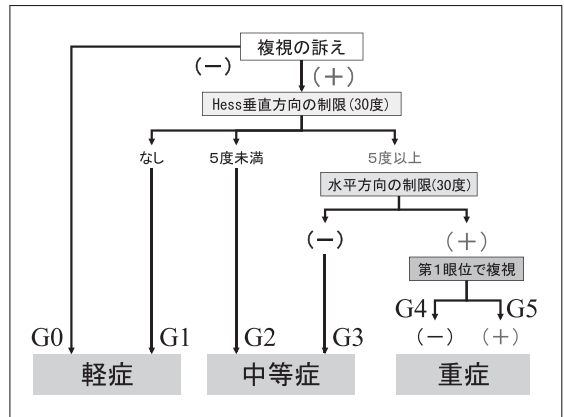 複視の訴え
(−)
(+)
Hess垂直方向の制限(30度)
なし
5度未満
5度以上
水平方向の制限(30度)
(−)
(+)
第1眼位で複視
G4
G5
G0
G1
G2
G3
(−)
(+)
軽症
中等症
重症